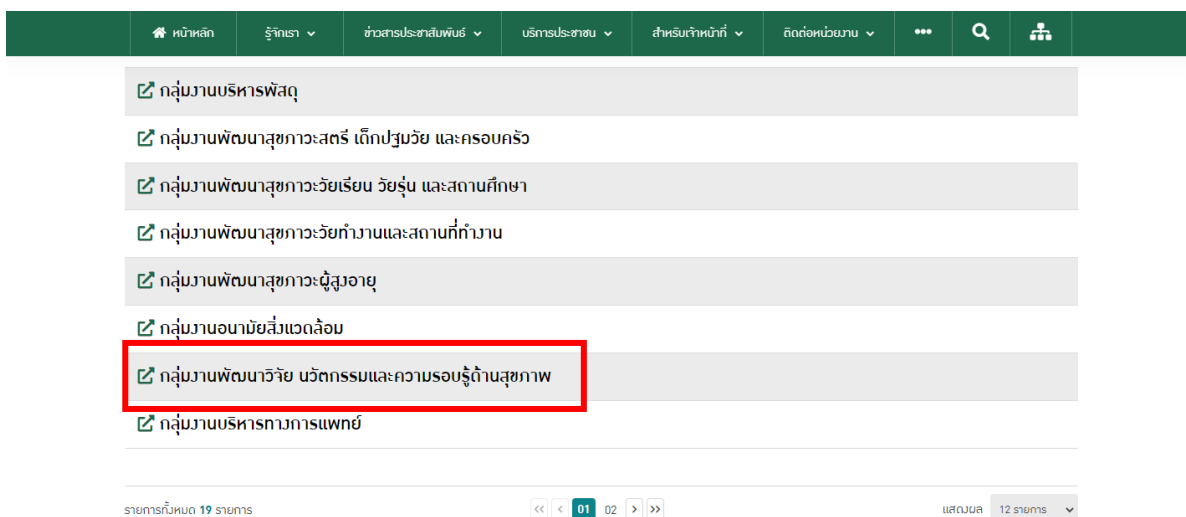 หน้าหลัก รู้จักเรา ข่าวสารประชาสัมพันธ์ บริการประชาชน สำหรับเจ้าหน้าที่ ติดต่อหน่วยงาน
กลุ่มงานบริหารพัสดุ
กลุ่มงานพัฒนาสุขภาวะสตรี เด็กปฐมวัย และครอบครัว
กลุ่มงานพัฒนาสุขภาวะวัยเรียน วัยรุ่น และสถานศึกษา
กลุ่มงานพัฒนาสุขภาวะวัยทำงานและสถานที่ทำงาน
กลุ่มงานพัฒนาสุขภาวะผู้สูงอายุ
กลุ่มงานอนามัยสิ่งแวดล้อม
กลุ่มงานพัฒนาวิจัย นวัตกรรมและความรอบรู้ด้านสุขภาพ
กลุ่มงานบริหารทางการแพทย์
รายการทั้งหมด 19 รายการ 01 02 แสดงผล 12 รายการ